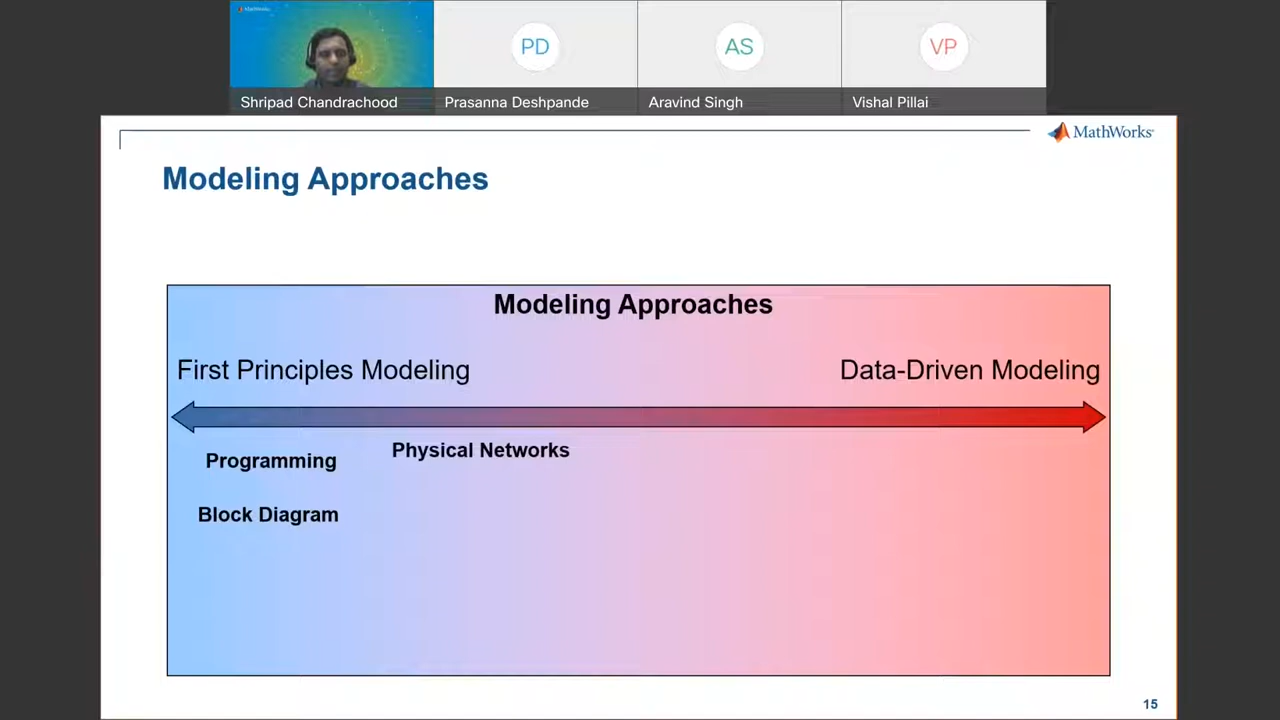 MathWorks
PD
AS
VP
Shripad Chandrachood
Prasanna Deshpande
Aravind Singh
Vishal Pillai
MathWorks
Modeling Approaches
Modeling Approaches
First Principles Modeling
Data-Driven Modeling
Programming
Physical Networks
Block Diagram
15